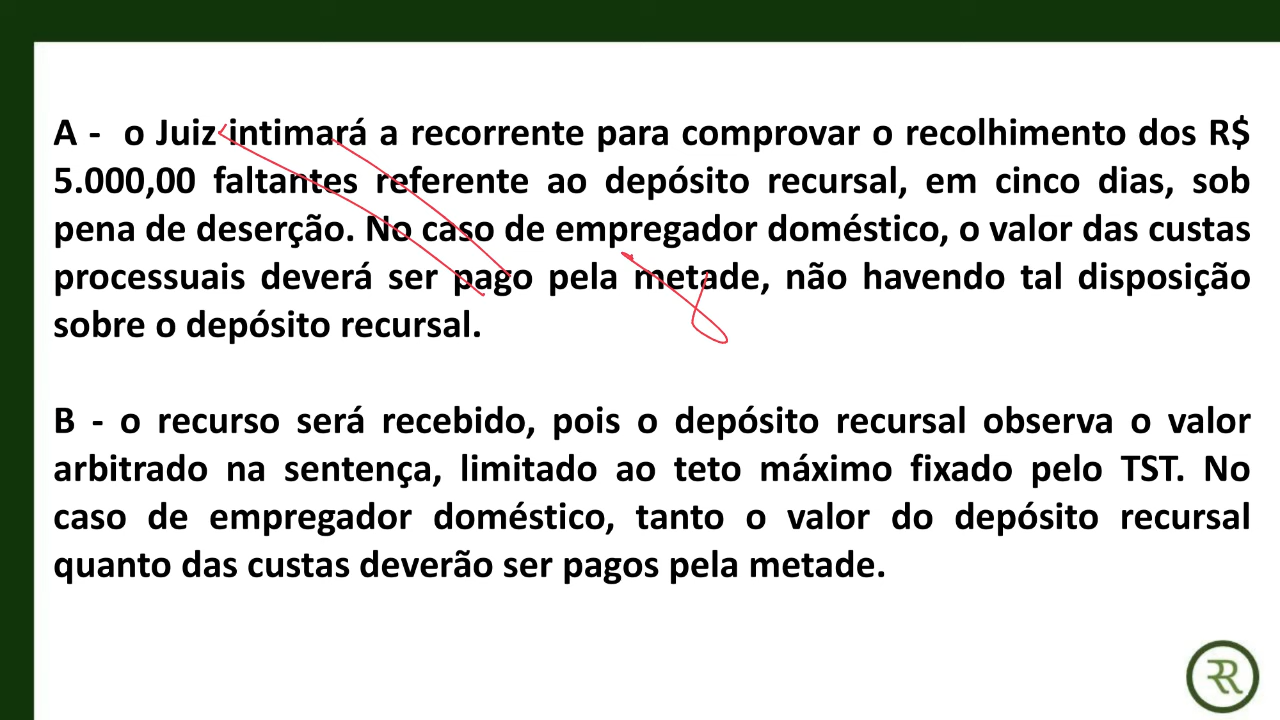 A - o Juiz intimará a recorrente para comprovar o recolhimento dos R$
5.000,00 faltantes referente ao depósito recursal, em cinco dias, sob
pena de deserção. No caso de empregador doméstico, o valor das custas
processuais deverá ser pago pela metade, não havendo tal disposição
sobre o depósito recursal.
B - o recurso será recebido, pois o depósito recursal observa o valor
arbitrado na sentença, limitado ao teto máximo fixado pelo TST. No
caso de empregador doméstico, tanto o valor do depósito recursal
quanto das custas deverão ser pagos pela metade.
RR